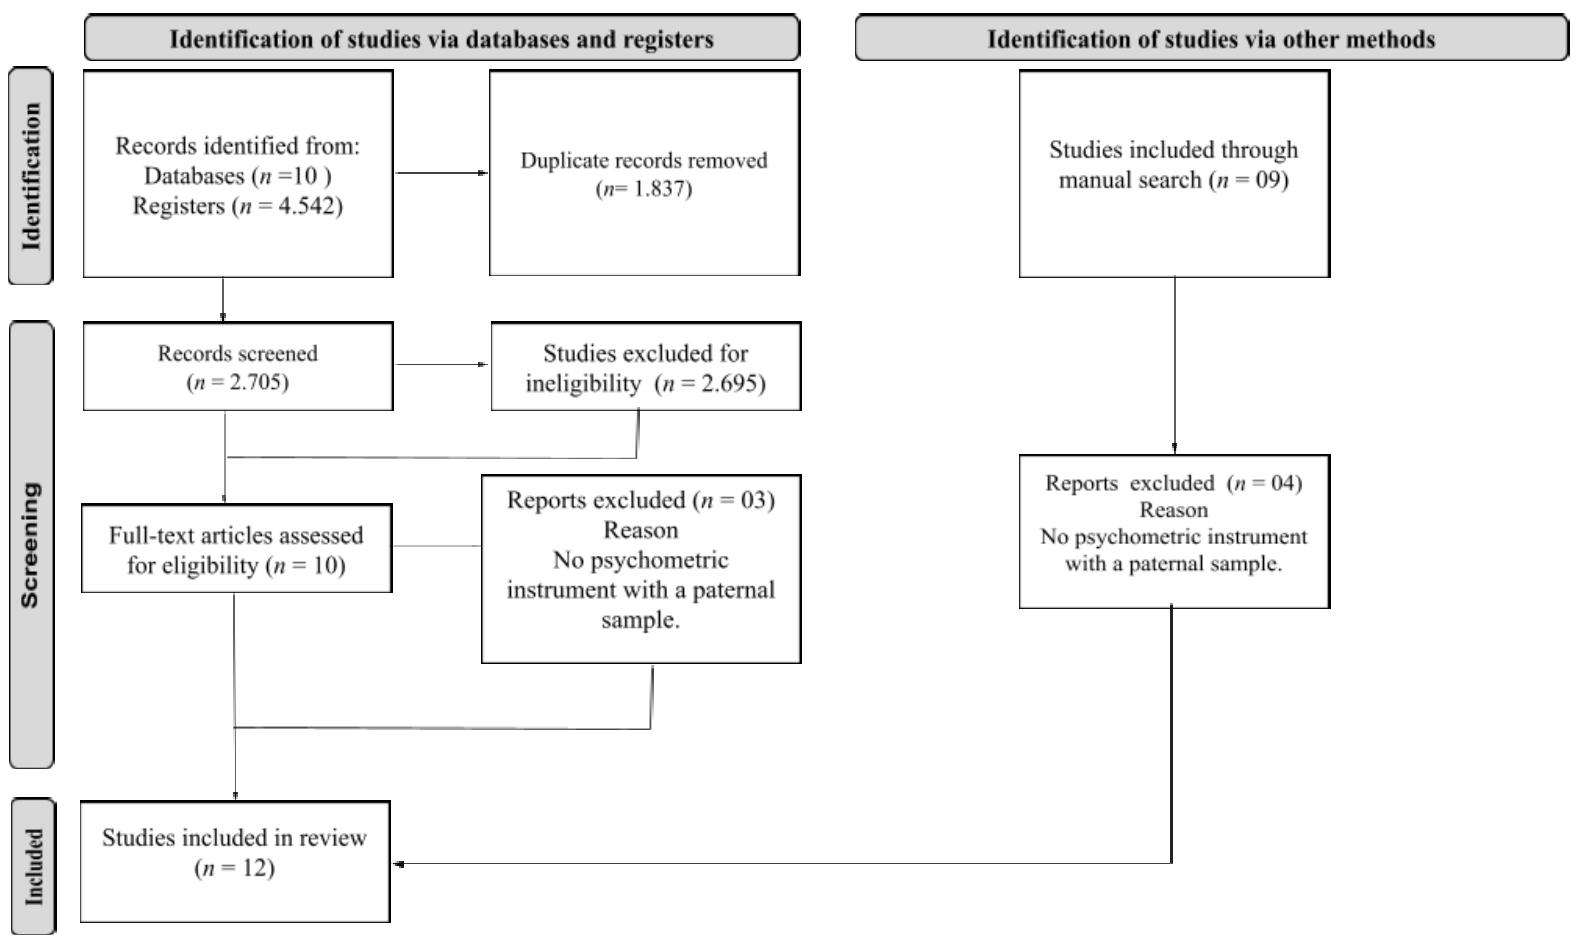 Identification of studies via databases and registers
Identification of studies via other methods
Identification
Records identified from:
Databases (n =10 )
Registers (n = 4.542)
Duplicate records removed
(n= 1.837)
Studies included through
manual search (n = 09)
Screening
Records screened
(n = 2.705)
Studies excluded for
ineligibility (n = 2.695)
Full-text articles assessed
for eligibility (n = 10)
Reports excluded (n = 03)
Reason
No psychometric
instrument with a paternal
sample.
Reports excluded (n = 04)
Reason
No psychometric instrument
with a paternal sample.
Included
Studies included in review
(n = 12)